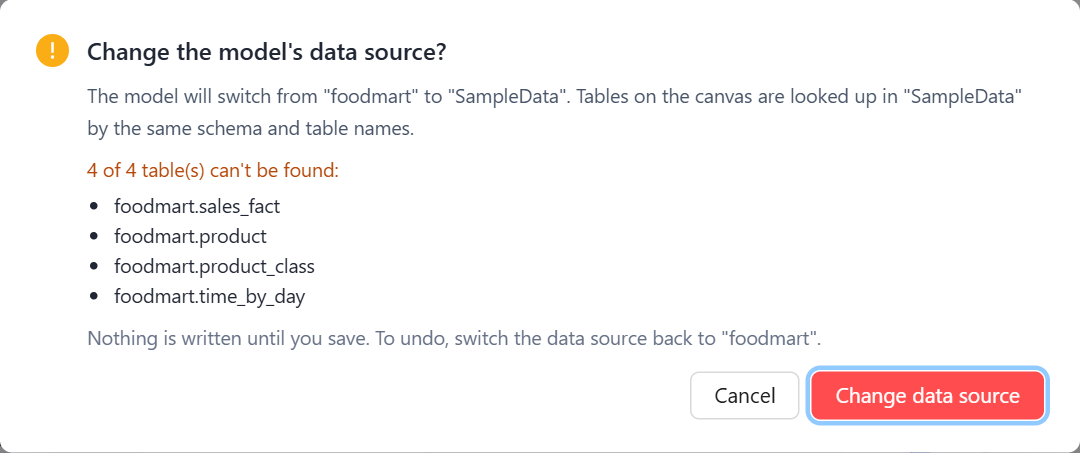 Change the model's data source?
The model will switch from "foodmart" to "SampleData". Tables on the canvas are looked up in "SampleData"
by the same schema and table names.
4 of 4 table(s) can't be found:
foodmart.sales_fact
foodmart.product
foodmart.product_class
foodmart.time_by_day
Nothing is written until you save. To undo, switch the data source back to "foodmart".
Cancel
Change data source